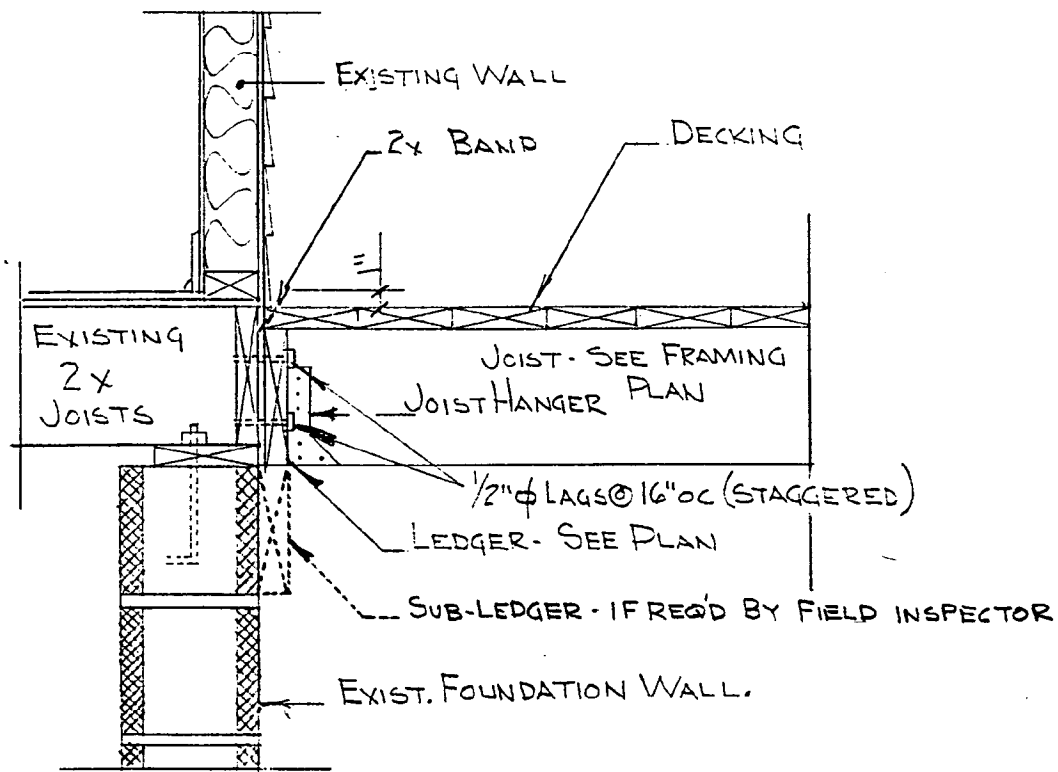 EXISTING WALL
2x BAND
DECKING
1"
EXISTING
2x
JOISTS
JOIST - SEE FRAMING
PLAN
JOIST HANGER
1/2"ϕ LAGS @ 16"OC (STAGGERED)
LEDGER - SEE PLAN
SUB-LEDGER - IF REQ'D BY FIELD INSPECTOR
EXIST. FOUNDATION WALL.